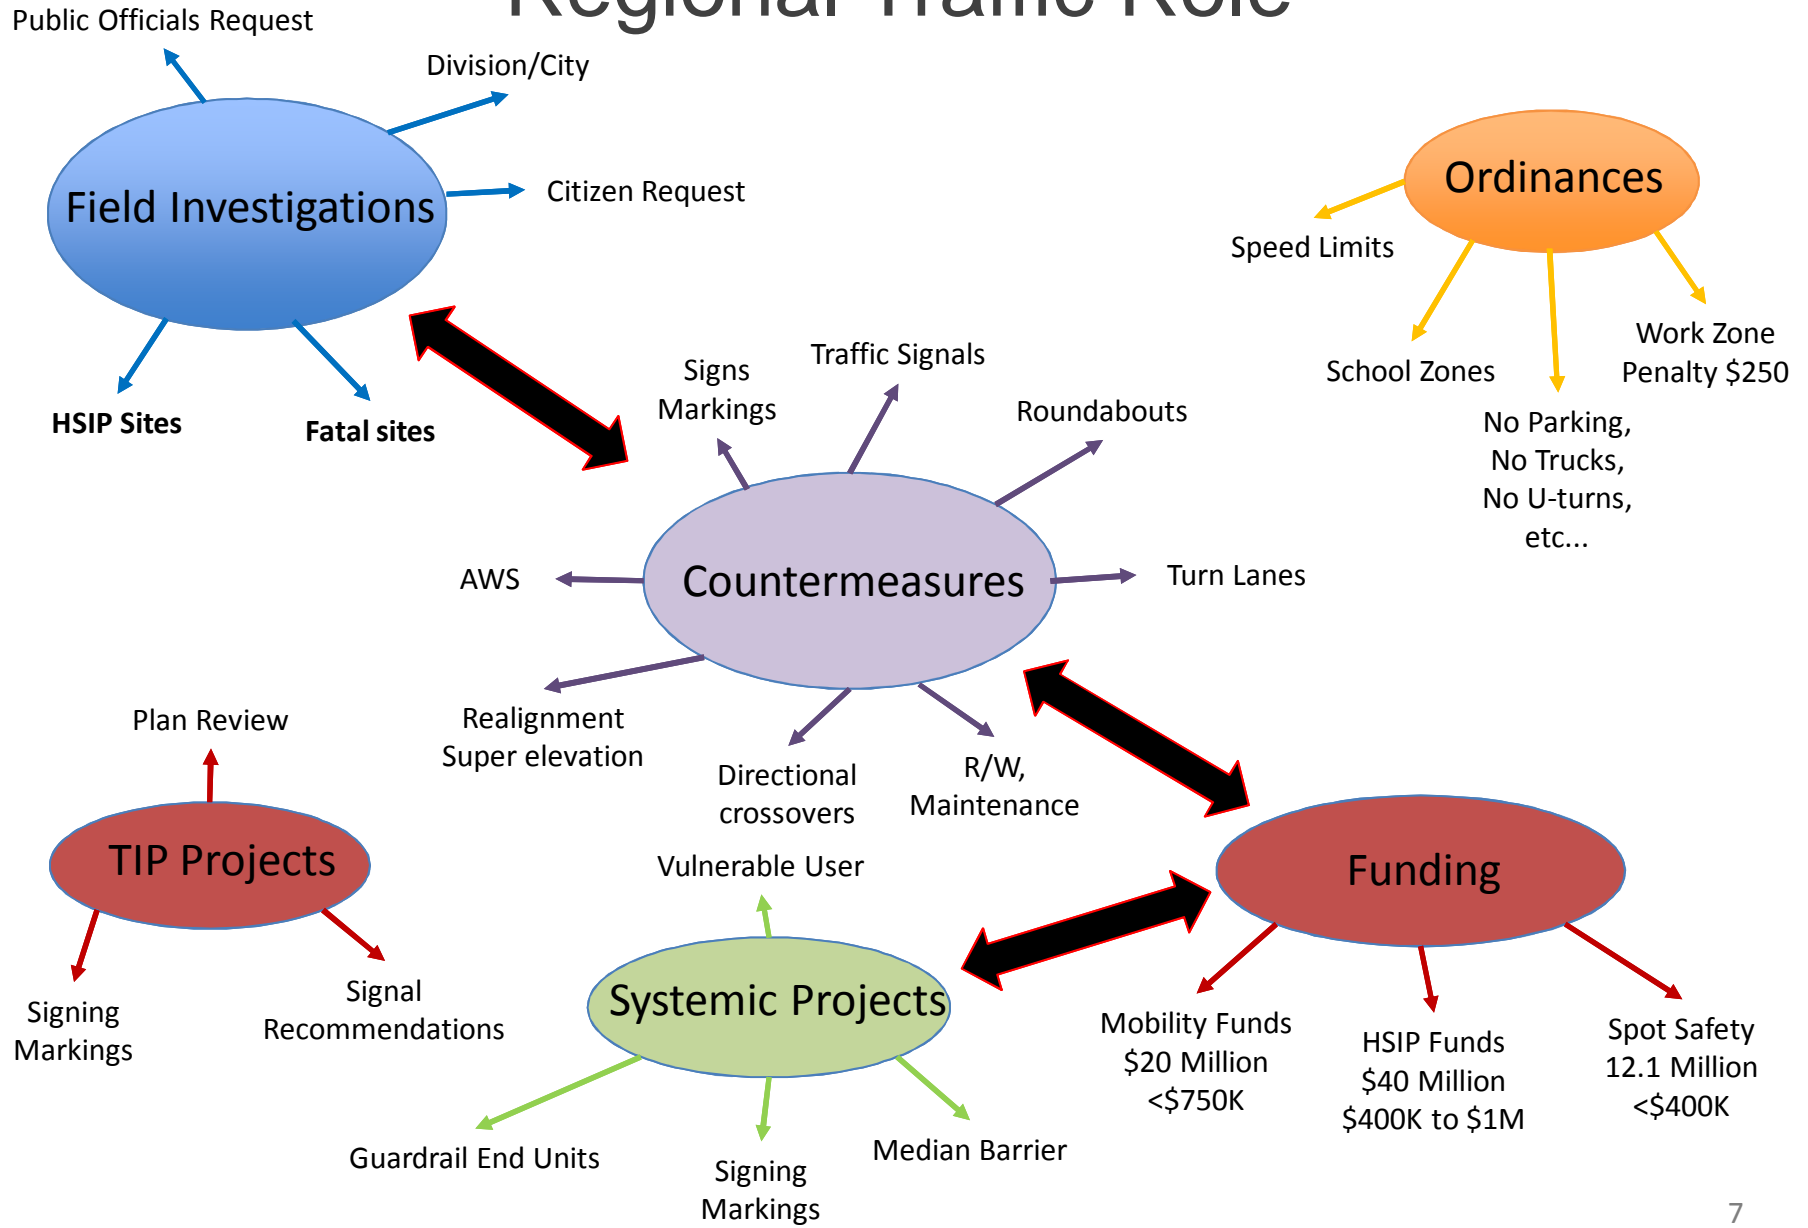 Regional Traffic Role
Public Officials Request
Division/City
Citizen Request
Field Investigations
HSIP Sites
Fatal sites
Ordinances
Speed Limits
School Zones
No Parking,
No Trucks,
No U-turns,
etc...
Work Zone
Penalty $250
Signs
Markings
Traffic Signals
Roundabouts
Countermeasures
AWS
Turn Lanes
Realignment
Super elevation
Directional
crossovers
R/W,
Maintenance
Plan Review
TIP Projects
Signing
Markings
Signal
Recommendations
Vulnerable User
Systemic Projects
Guardrail End Units
Signing
Markings
Median Barrier
Funding
Mobility Funds
$20 Million
<$750K
HSIP Funds
$40 Million
$400K to $1M
Spot Safety
12.1 Million
<$400K
7